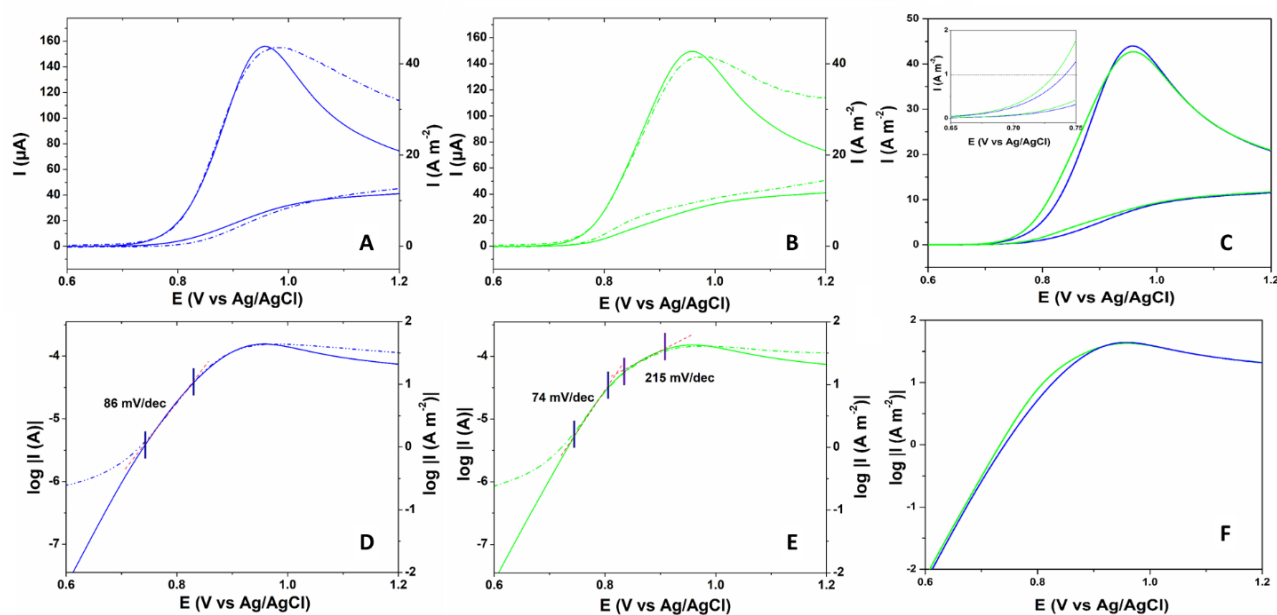 160
140
120
100
80
60
40
20
0
I (µA)
40
20
0
I (A m⁻²)
0.6 0.8 1.0 1.2
E (V vs Ag/AgCl)
A
160
140
120
100
80
60
40
20
0
I (µA)
40
20
0
I (A m⁻²)
0.6 0.8 1.0 1.2
E (V vs Ag/AgCl)
B
50
40
30
20
10
0
I (A m⁻²)
2
1
0
I (A m⁻²)
0.65 0.70 0.75
E (V vs Ag/AgCl)
0.6 0.8 1.0 1.2
E (V vs Ag/AgCl)
C
-4
-5
-6
-7
log |I (A)|
86 mV/dec
2
1
0
-1
-2
log |I (A m⁻²)|
0.6 0.8 1.0 1.2
E (V vs Ag/AgCl)
D
-4
-5
-6
-7
log |I (A)|
74 mV/dec
215 mV/dec
2
1
0
-1
-2
log |I (A m⁻²)|
0.6 0.8 1.0 1.2
E (V vs Ag/AgCl)
E
2
1
0
-1
-2
log |I (A m⁻²)|
0.6 0.8 1.0 1.2
E (V vs Ag/AgCl)
F